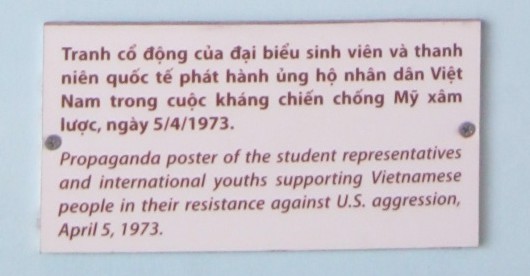 Tranh cổ động của đại biểu sinh viên và thanh
niên quốc tế phát hành ủng hộ nhân dân Việt
Nam trong cuộc kháng chiến chống Mỹ xâm
lược, ngày 5/4/1973.
Propaganda poster of the student representatives
and international youths supporting Vietnamese
people in their resistance against U.S. aggression,
April 5, 1973.